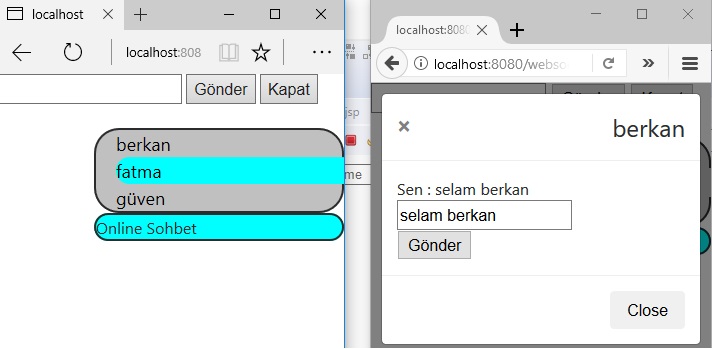 localhost
localhost:808
Gönder Kapat
berkan
fatma
güven
Online Sohbet
jsp
me
localhost:8080
localhost:8080/webso
× berkan
Sen : selam berkan
selam berkan
Gönder
Close